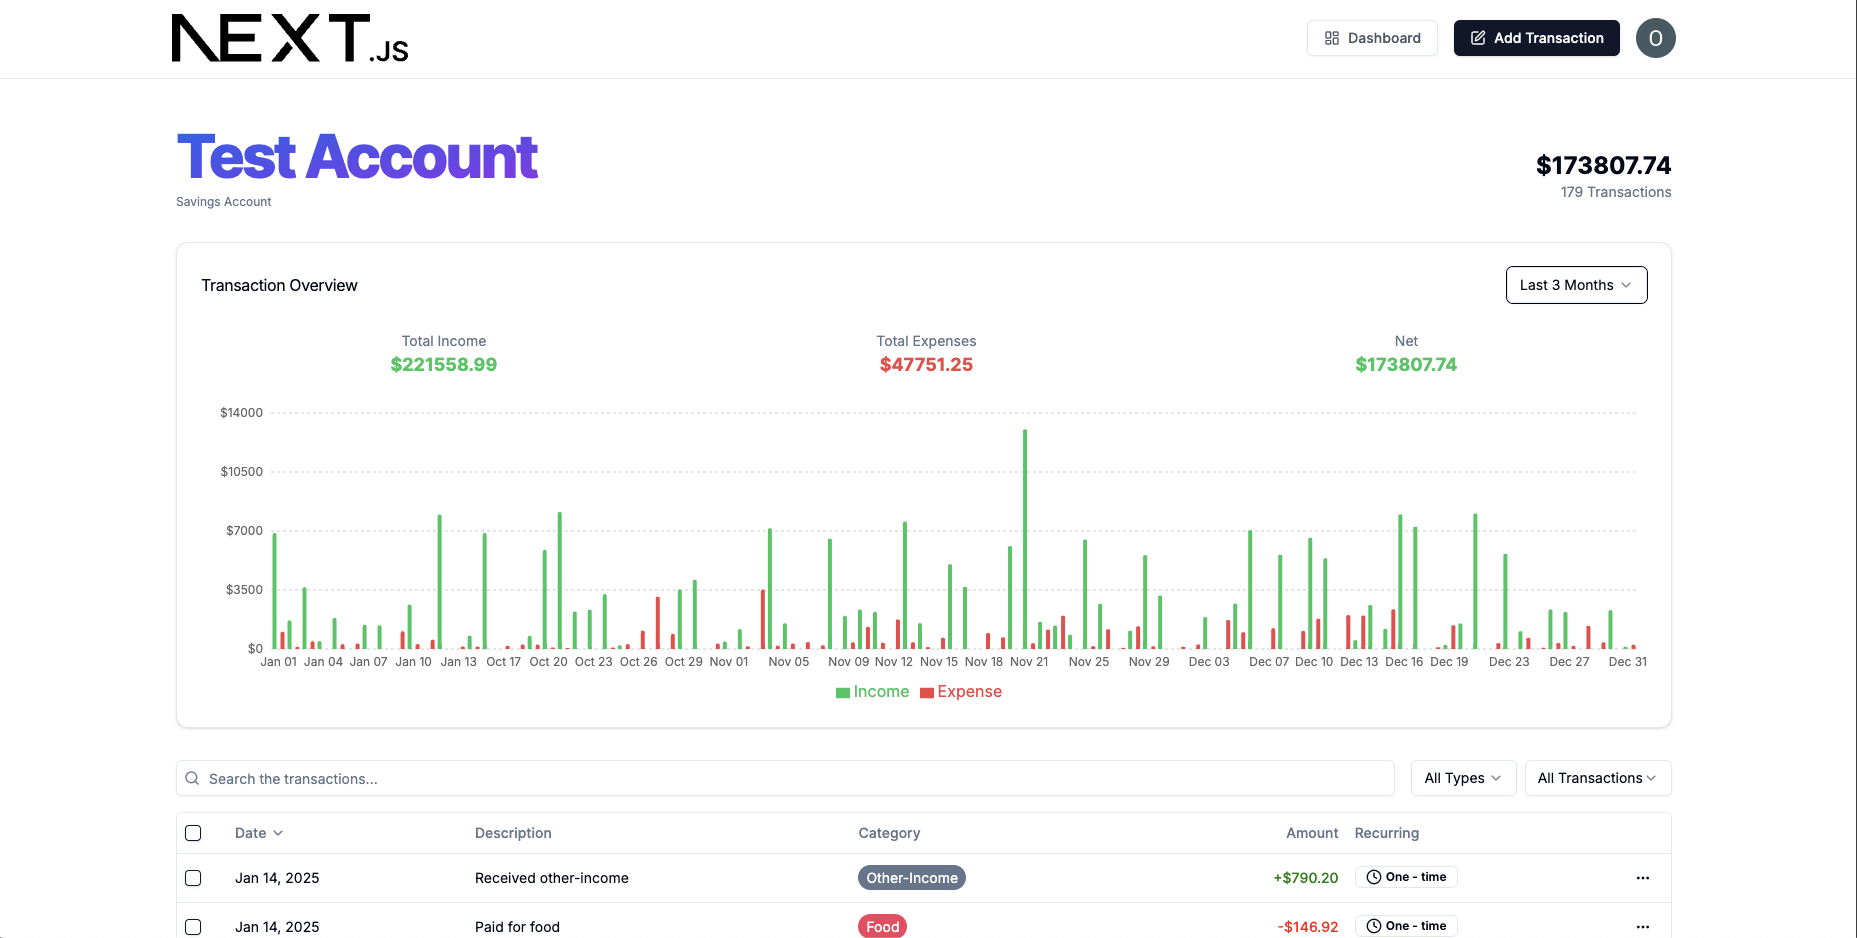 NEXT.JS
Dashboard
Add Transaction
O
Test Account
Savings Account
$173807.74
179 Transactions
Transaction Overview
Last 3 Months
Total Income
$221558.99
Total Expenses
$47751.25
Net
$173807.74
$14000
$10500
$7000
$3500
$0
Jan 01 Jan 04 Jan 07 Jan 10 Jan 13 Oct 17 Oct 20 Oct 23 Oct 26 Oct 29 Nov 01 Nov 05 Nov 09 Nov 12 Nov 15 Nov 18 Nov 21 Nov 25 Nov 29 Dec 03 Dec 07 Dec 10 Dec 13 Dec 16 Dec 19 Dec 23 Dec 27 Dec 31
Income Expense
Search the transactions...
All Types
All Transactions
Date Description Category Amount Recurring
Jan 14, 2025 Received other-income Other-Income +$790.20 One - time ...
Jan 14, 2025 Paid for food Food -$146.92 One - time ...